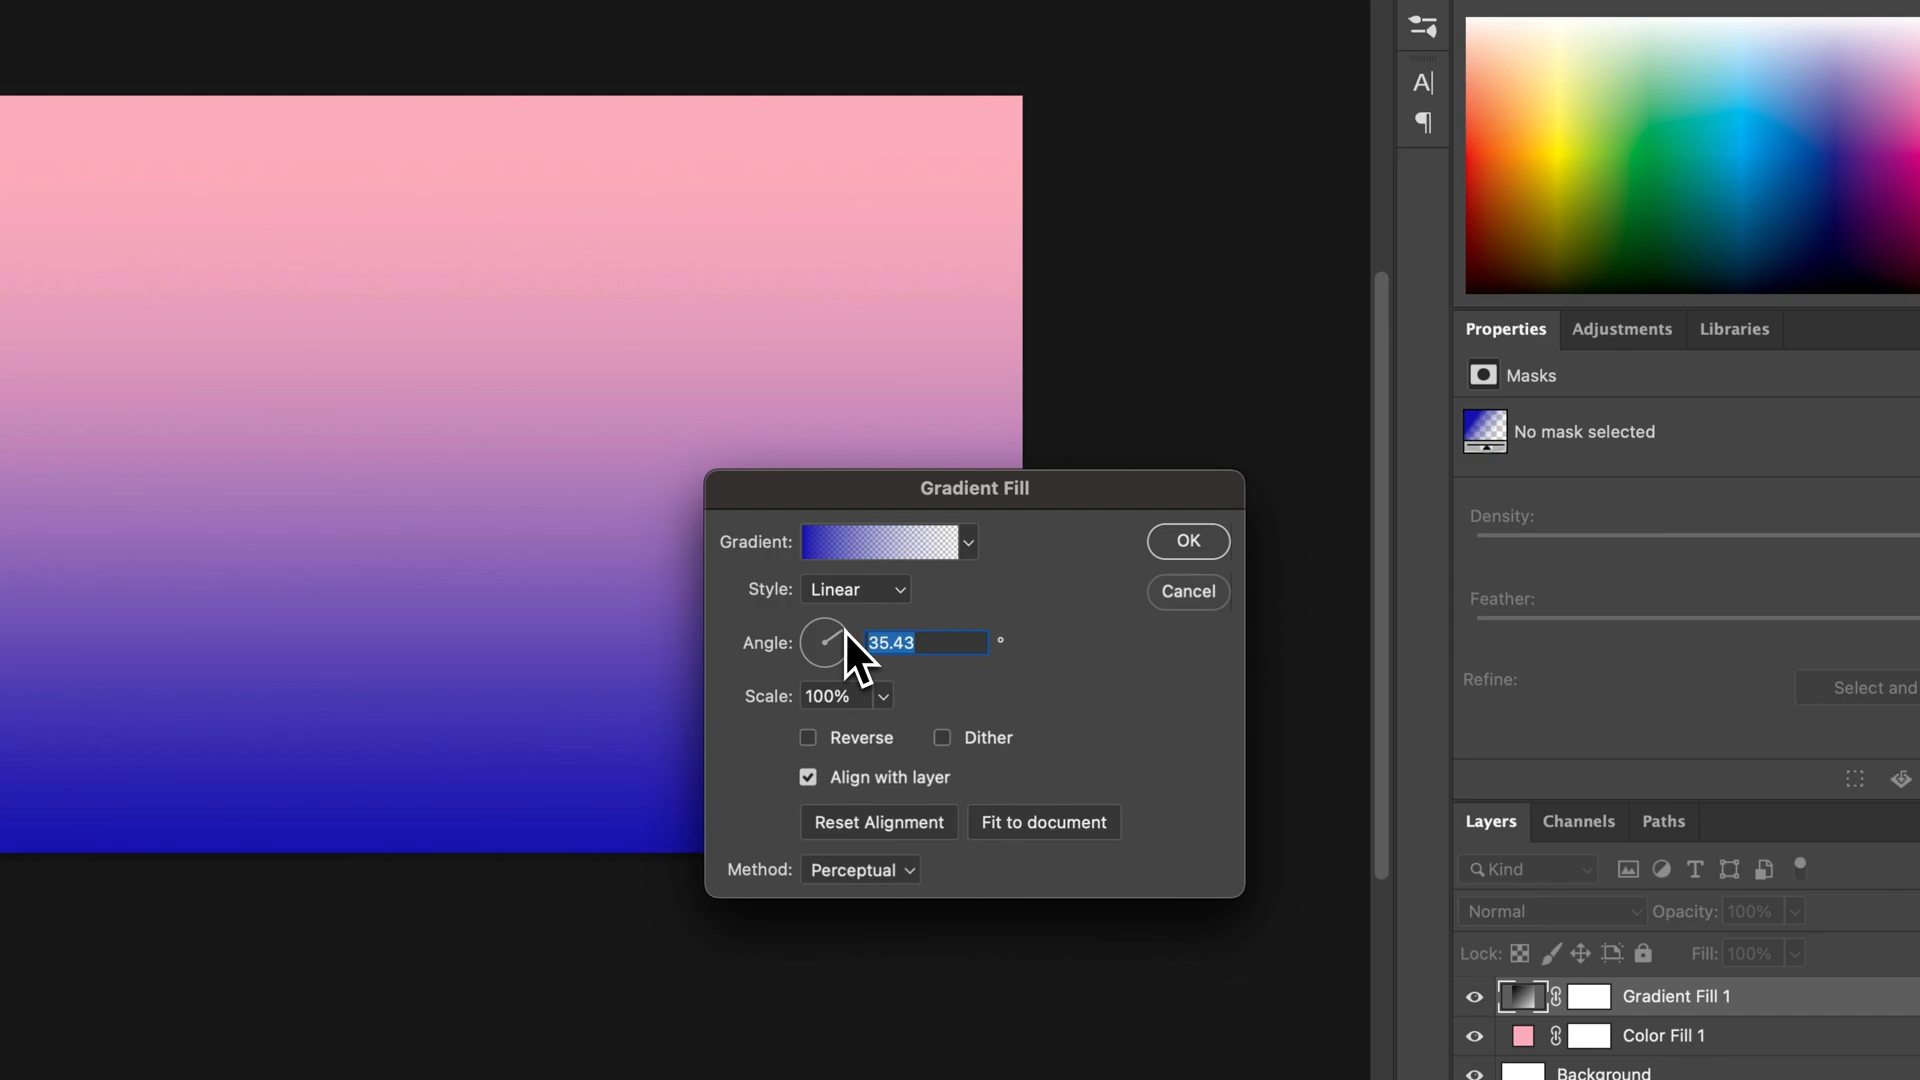 Gradient Fill
Gradient:
OK
Style: Linear
Cancel
Angle: 35.43 °
Scale: 100%
Reverse
Dither
Align with layer
Reset Alignment
Fit to document
Method: Perceptual
A|
¶
Properties
Adjustments
Libraries
Masks
No mask selected
Density:
Feather:
Refine:
Select and
Layers
Channels
Paths
Kind
T
Normal
Opacity: 100%
Lock:
Fill: 100%
Gradient Fill 1
Color Fill 1
Background